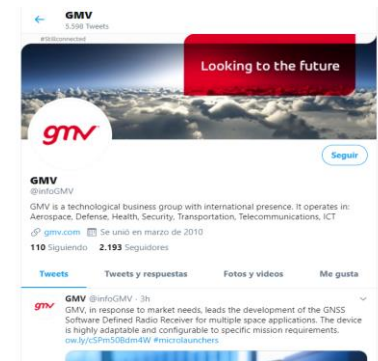 GMV
5.598 Tweets
#Stillconnected
Looking to the future
gmv
Seguir
GMV
@infoGMV
GMV is a technological business group with international presence. It operates in:
Aerospace, Defense, Health, Security, Transportation, Telecommunications, ICT
gmv.com Se unió en marzo de 2010
110 Siguiendo 2.193 Seguidores
Tweets Tweets y respuestas Fotos y videos Me gusta
gmv GMV @infoGMV · 3h
GMV, in response to market needs, leads the development of the GNSS
Software Defined Radio Receiver for multiple space applications. The device
is highly adaptable and configurable to specific mission requirements.
ow.ly/cSPm50Bdm4W #microlaunchers